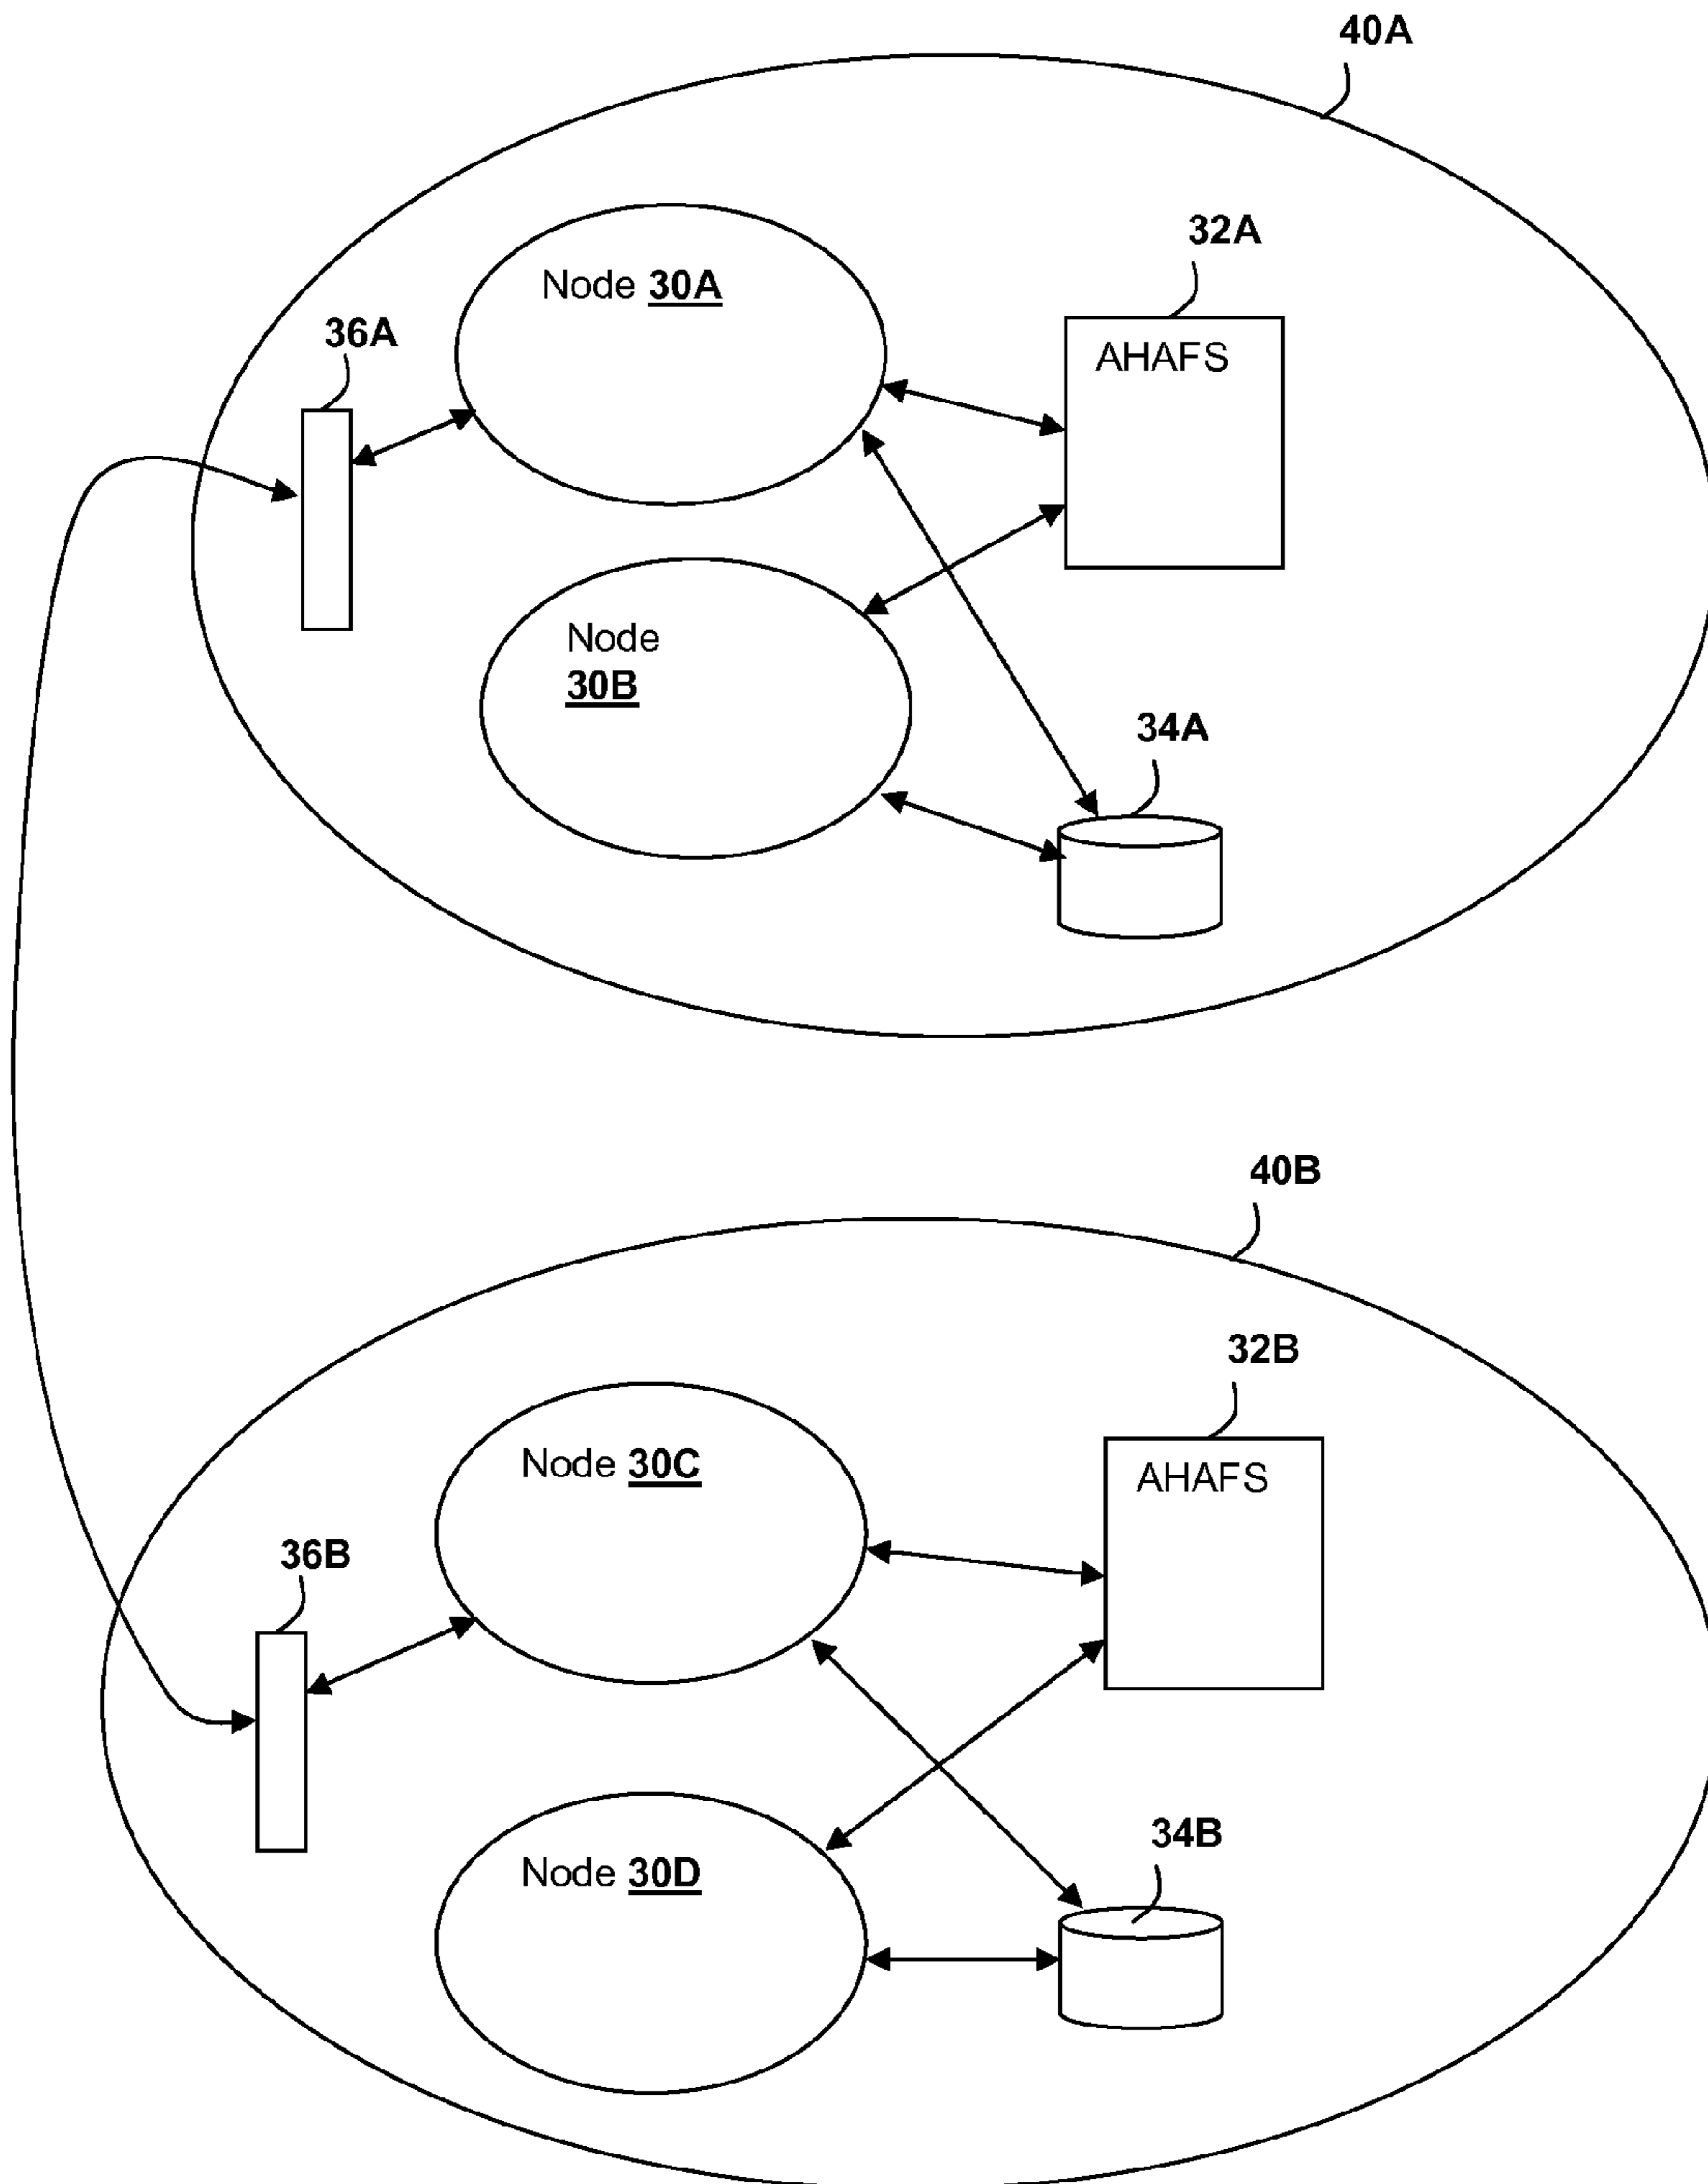 40A
32A
Node 30A
36A
AHAFS
Node
30B
34A
40B
32B
Node 30C
AHAFS
36B
34B
Node 30D